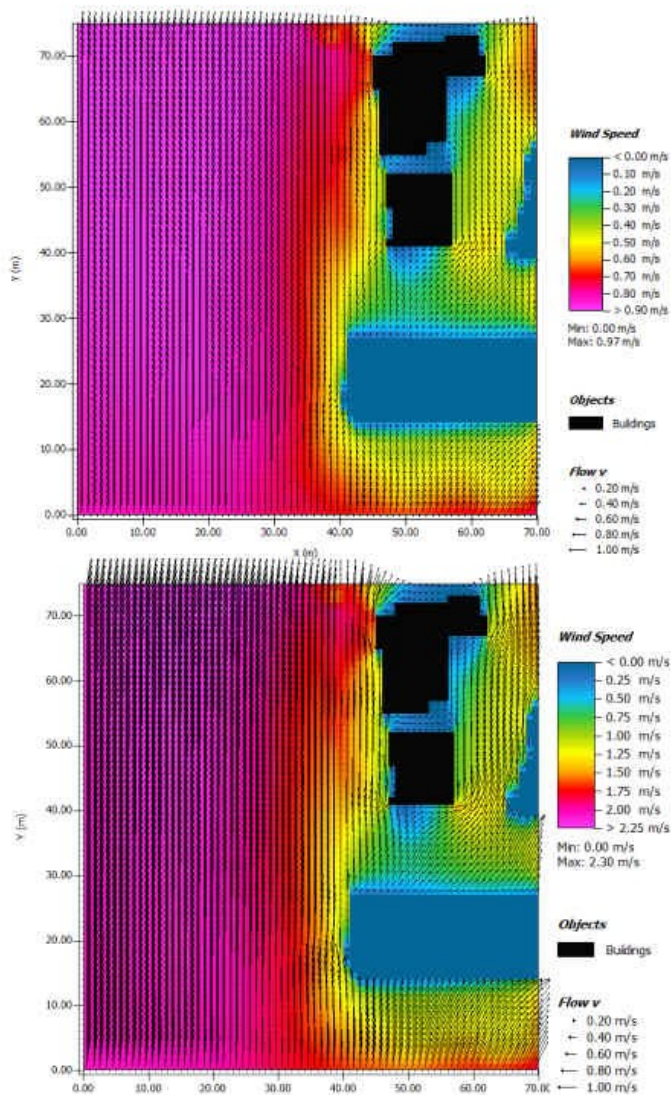 70.00
60.00
50.00
40.00
30.00
20.00
10.00
0.00
Y (m)
0.00 10.00 20.00 30.00 40.00 50.00 60.00 70.00
X (m)
Wind Speed
< 0.00 m/s
0.10 m/s
0.20 m/s
0.30 m/s
0.40 m/s
0.50 m/s
0.60 m/s
0.70 m/s
0.80 m/s
> 0.90 m/s
Min: 0.00 m/s
Max: 0.97 m/s
Objects
Buildings
Flow v
0.20 m/s
0.40 m/s
0.60 m/s
0.80 m/s
1.00 m/s
70.00
60.00
50.00
40.00
30.00
20.00
10.00
0.00
Y (m)
0.00 10.00 20.00 30.00 40.00 50.00 60.00 70.00
Wind Speed
< 0.00 m/s
0.25 m/s
0.50 m/s
0.75 m/s
1.00 m/s
1.25 m/s
1.50 m/s
1.75 m/s
2.00 m/s
> 2.25 m/s
Min: 0.00 m/s
Max: 2.30 m/s
Objects
Buildings
Flow v
0.20 m/s
0.40 m/s
0.60 m/s
0.80 m/s
1.00 m/s